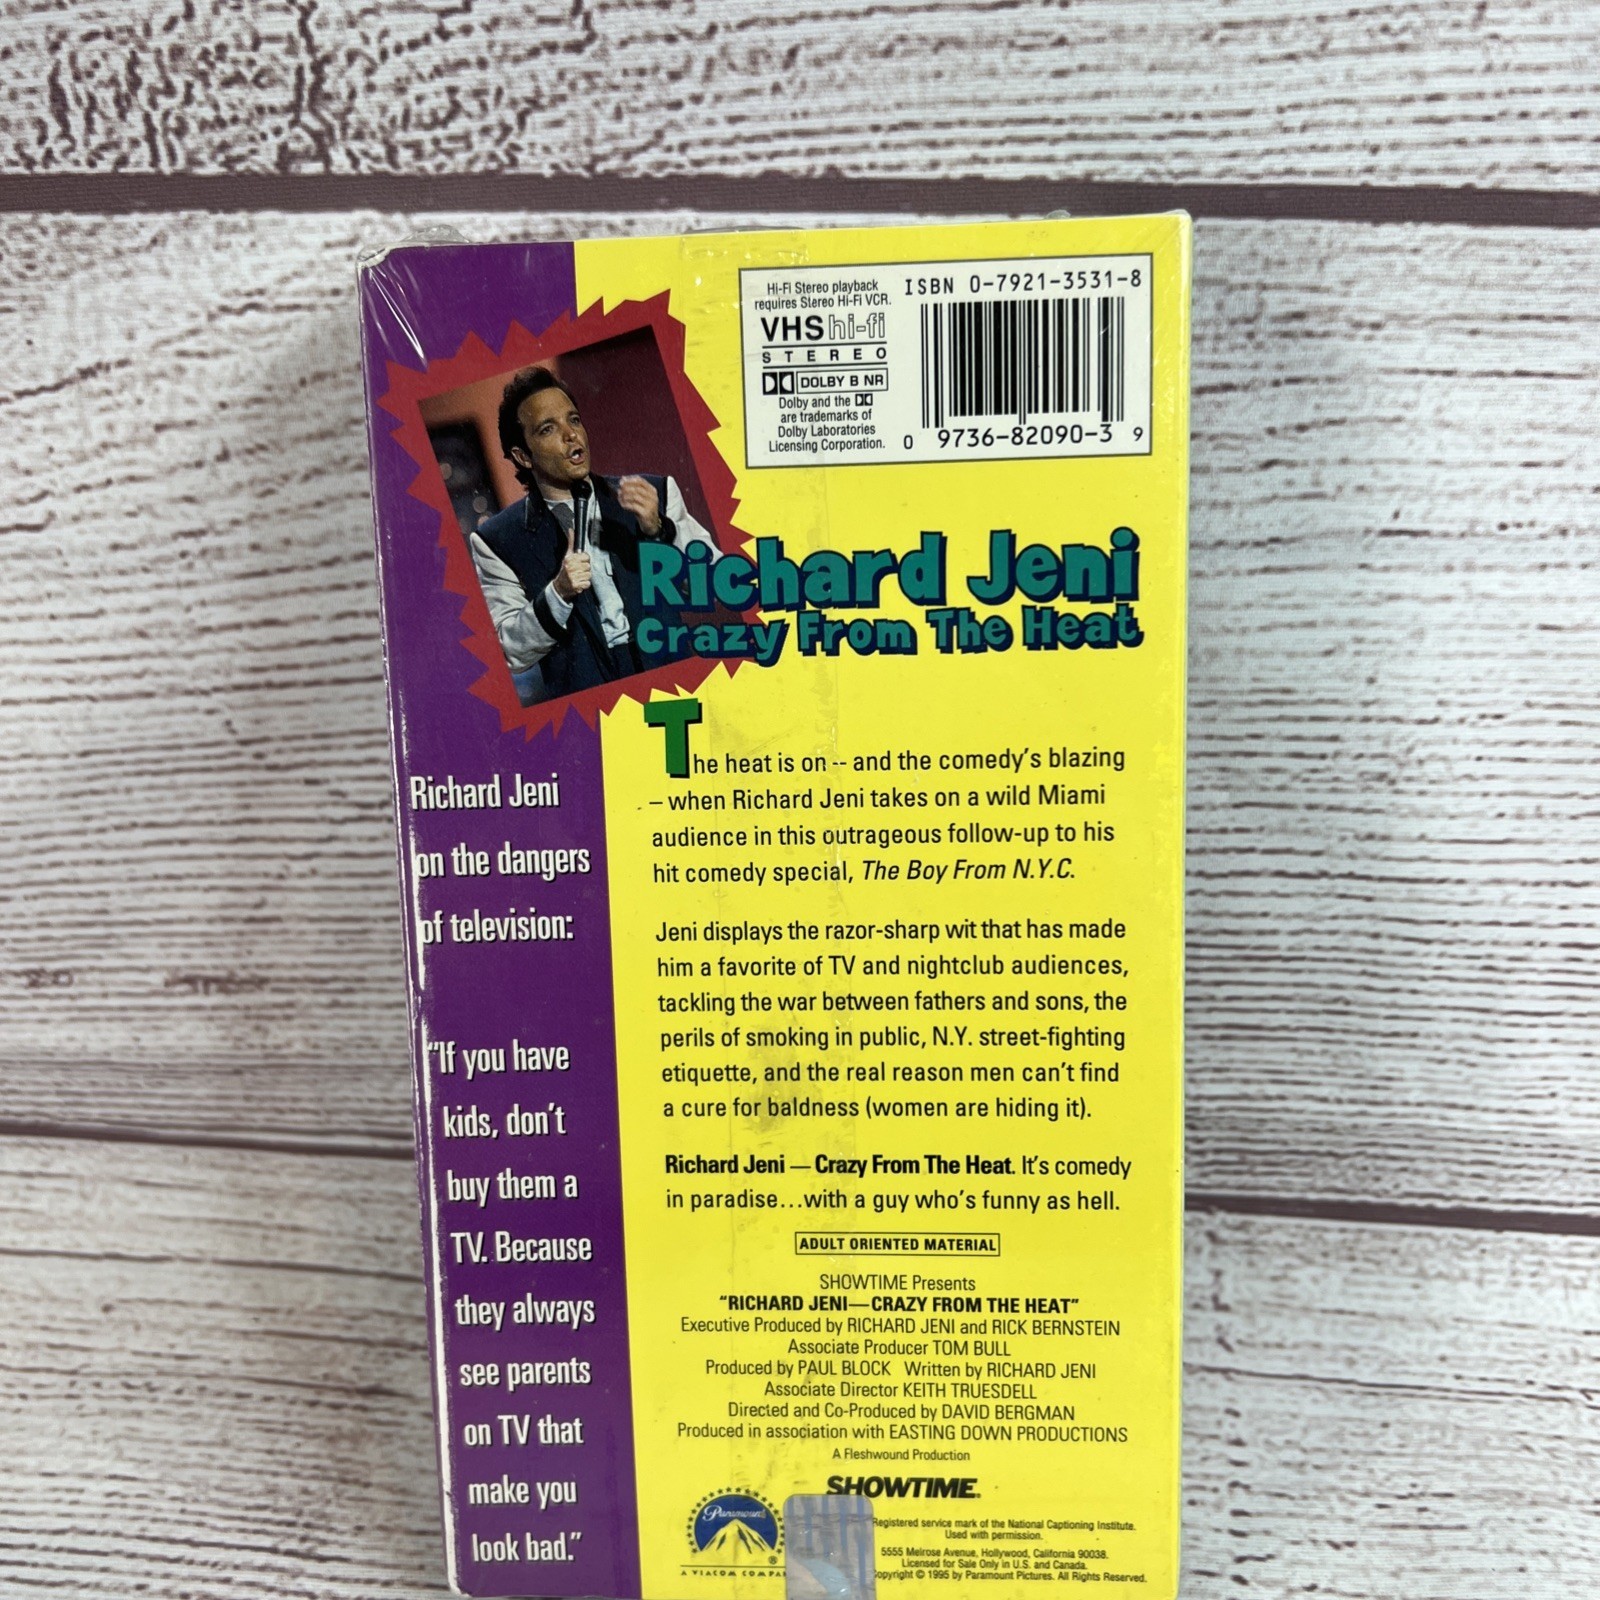 Hi-Fi Stereo playback
requires Stereo Hi-Fi VCR.
VHS hi-fi
STEREO
DOLBY B NR
Dolby and the
are trademarks of
Dolby Laboratories
Licensing Corporation.
ISBN 0-7921-3531-8
0 9736-82090-3 9
Richard Jeni
Crazy From The Heat
The heat is on -- and the comedy's blazing
– when Richard Jeni takes on a wild Miami
audience in this outrageous follow-up to his
hit comedy special, The Boy From N.Y.C.
Jeni displays the razor-sharp wit that has made
him a favorite of TV and nightclub audiences,
tackling the war between fathers and sons, the
perils of smoking in public, N.Y. street-fighting
etiquette, and the real reason men can't find
a cure for baldness (women are hiding it).
Richard Jeni — Crazy From The Heat. It's comedy
in paradise...with a guy who's funny as hell.
ADULT ORIENTED MATERIAL
SHOWTIME Presents
"RICHARD JENI—CRAZY FROM THE HEAT"
Executive Produced by RICHARD JENI and RICK BERNSTEIN
Associate Producer TOM BULL
Produced by PAUL BLOCK Written by RICHARD JENI
Associate Director KEITH TRUESDELL
Directed and Co-Produced by DAVID BERGMAN
Produced in association with EASTING DOWN PRODUCTIONS
A Fleshwound Production
SHOWTIME
Paramount
®
A VIACOM COMPA
Registered service mark of the National Captioning Institute.
Used with permission.
5555 Melrose Avenue, Hollywood, California 90038.
Licensed for Sale Only in U.S. and Canada.
opyright © 1995 by Paramount Pictures. All Rights Reserved.
Richard Jeni
on the dangers
of television:
"If you have
kids, don't
buy them a
TV. Because
they always
see parents
on TV that
make you
look bad."